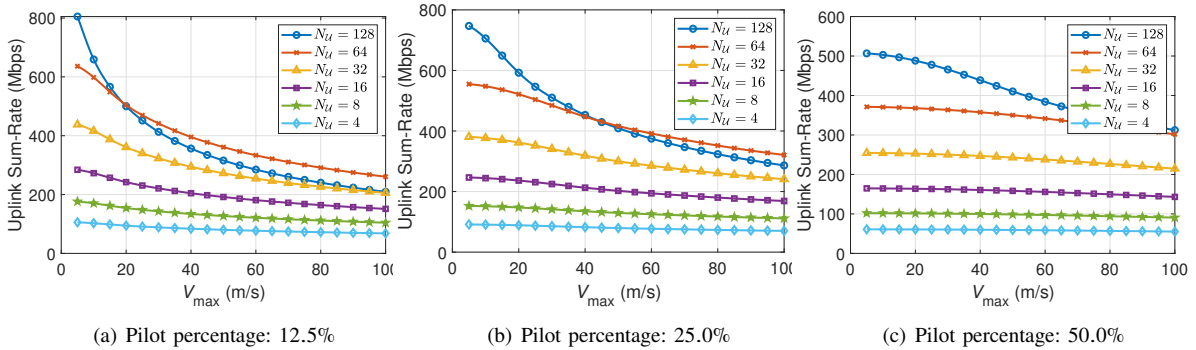 800
600
400
200
0
0
20
40
60
80
100
Uplink Sum-Rate (Mbps)
V_max (m/s)
N_𝒰 = 128
N_𝒰 = 64
N_𝒰 = 32
N_𝒰 = 16
N_𝒰 = 8
N_𝒰 = 4
(a) Pilot percentage: 12.5%
800
600
400
200
0
0
20
40
60
80
100
Uplink Sum-Rate (Mbps)
V_max (m/s)
N_𝒰 = 128
N_𝒰 = 64
N_𝒰 = 32
N_𝒰 = 16
N_𝒰 = 8
N_𝒰 = 4
(b) Pilot percentage: 25.0%
600
500
400
300
200
100
0
0
20
40
60
80
100
Uplink Sum-Rate (Mbps)
V_max (m/s)
N_𝒰 = 128
N_𝒰 = 64
N_𝒰 = 32
N_𝒰 = 16
N_𝒰 = 8
N_𝒰 = 4
(c) Pilot percentage: 50.0%